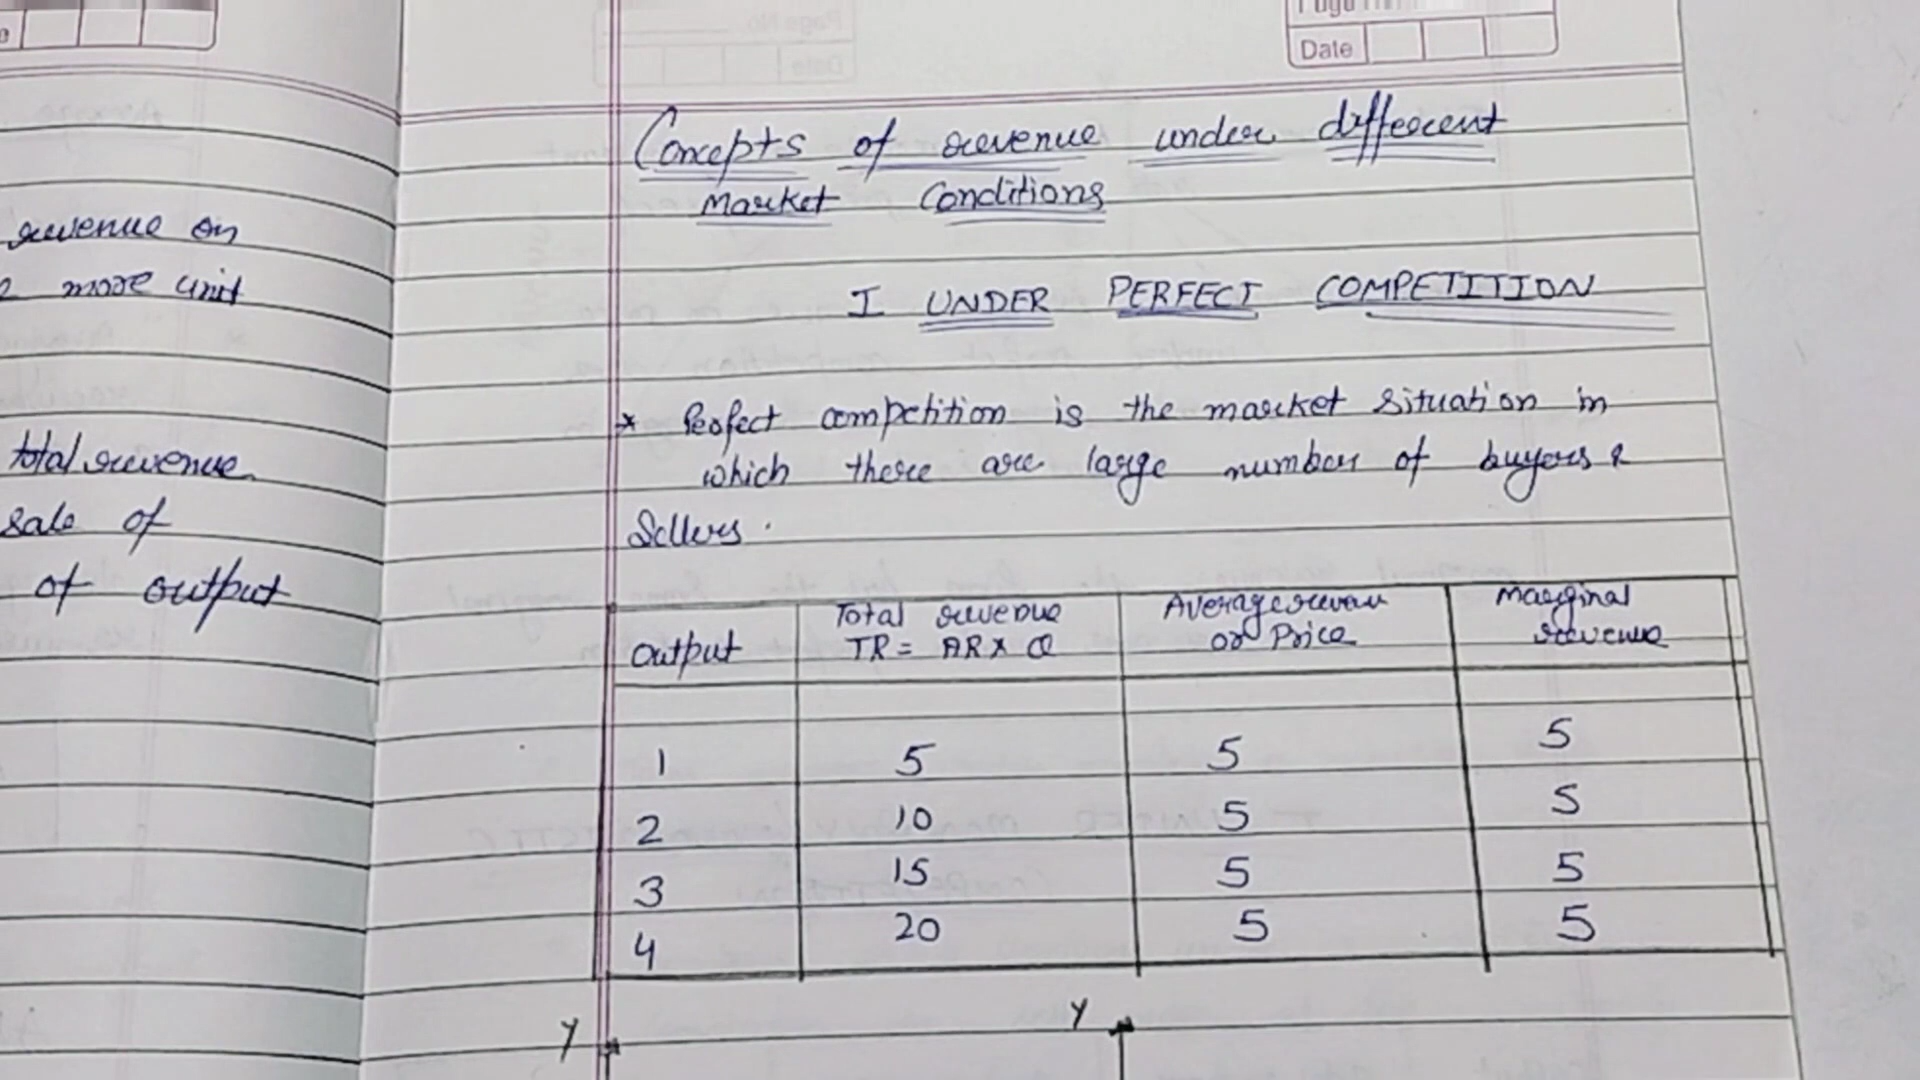 revenue on
more unit
total revenue
sale of
of output
Date
Concepts of revenue under different
Market Conditions
I UNDER PERFECT COMPETITION
* Perfect competition is the market situation in
which there are large number of buyers &
Sellers.
Output | Total revenue TR = AR x Q | Average revenue or Price | Marginal revenue
1 5 5 5
2 10 5 5
3 15 5 5
4 20 5 5
Y Y